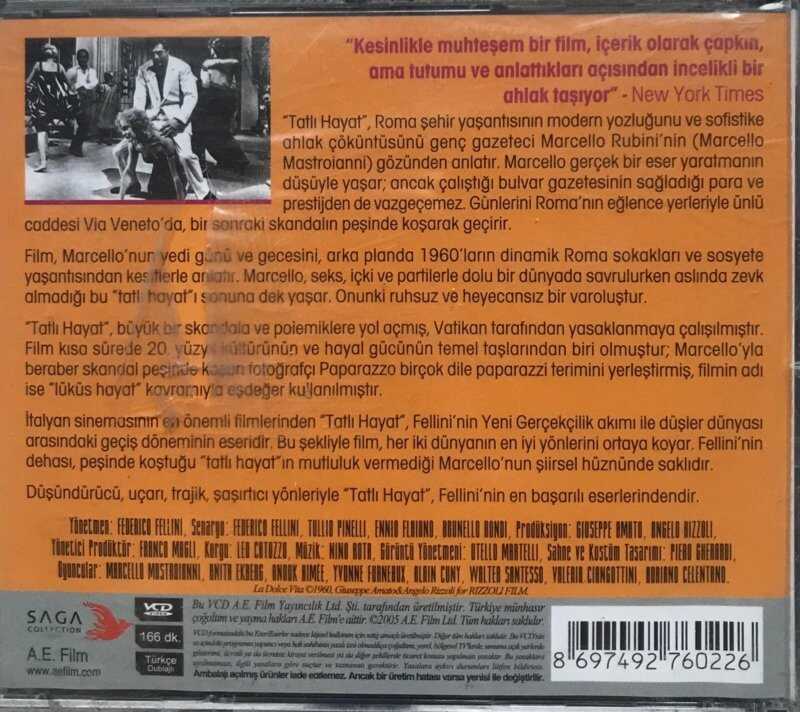 "Kesinlikle muhteşem bir film, içerik olarak çapkın,
ama tutumu ve anlattıkları açısından incelikli bir
ahlak taşıyor" - New York Times
"Tatlı Hayat", Roma şehir yaşantısının modern yozluğunu ve sofistike
ahlak çöküntüsünü genç gazeteci Marcello Rubini'nin (Marcello
Mastroianni) gözünden anlatır. Marcello gerçek bir eser yaratmanın
düşüyle yaşar; ancak çalıştığı bulvar gazetesinin sağladığı para ve
prestijden de vazgeçemez. Günlerini Roma'nın eğlence yerleriyle ünlü
caddesi Via Veneto'da, bir sonraki skandalın peşinde koşarak geçirir.
Film, Marcello'nun yedi günü ve gecesini, arka planda 1960'ların dinamik Roma sokakları ve sosyete
yaşantısından kesitlerle anlatır. Marcello, seks, içki ve partilerle dolu bir dünyada savrulurken aslında zevk
almadığı bu "tatlı hayat"ı sonuna dek yaşar. Onunki ruhsuz ve heyecansız bir varoluştur.
"Tatlı Hayat", büyük bir skandala ve polemiklere yol açmış, Vatikan tarafından yasaklanmaya çalışılmıştır.
Film kısa sürede 20. yüzyıl kültürünün ve hayal gücünün temel taşlarından biri olmuştur; Marcello'yla
beraber skandal peşinde koşan fotoğrafçı Paparazzo birçok dile paparazzi terimini yerleştirmiş, filmin adı
ise "lüküs hayat" kavramıyla eşdeğer kullanılmıştır.
İtalyan sinemasının en önemli filmlerinden "Tatlı Hayat", Fellini'nin Yeni Gerçekçilik akımı ile düşler dünyası
arasındaki geçiş döneminin eseridir. Bu şekliyle film, her iki dünyanın en iyi yönlerini ortaya koyar. Fellini'nin
dehası, peşinde koştuğu "tatlı hayat"ın mutluluk vermediği Marcello'nun şiirsel hüznünde saklıdır.
Düşündürücü, uçarı, trajik, şaşırtıcı yönleriyle "Tatlı Hayat", Fellini'nin en başarılı eserlerindendir.
Yönetmen: FEDERICO FELLINI, Senaryo: FEDERICO FELLINI, TULLIO PINELLI, ENNIO FLAIANO, BRUNELLO RONDI, Prodüksiyon: GIUSEPPE AMATO, ANGELO RIZZOLI,
Yönetici Prodüktör: FRANCO MAGLI, Kurgu: LEO CATOZZO, Müzik: NINO ROTA, Görüntü Yönetmeni: OTELLO MARTELLI, Sahne ve Kostüm Tasarımı: PIERO GHERARDI,
Oyuncular: MARCELLO MASTROIANNI, ANITA EKBERG, ANOUK AIMÉE, YVONNE FURNEAUX, ALAIN CUNY, WALTER SANTESSO, VALERIA CIANGOTTINI, ADRIANO CELENTANO.
La Dolce Vita ©1960, Giuseppe Amato&Angelo Rizzoli for RIZZOLI FILM.
SAGA
COLLECTION
A.E. Film
www.aefilm.com
VCD
VIDEO
166 dk.
Türkçe
Dublajlı
Bu VCD A.E. Film Yayıncılık Ltd. Şti. tarafından üretilmiştir. Türkiye münhasır
çoğaltım ve yayma hakları A.E. Film'e aittir. ©2005 A.E. Film Ltd. Tüm hakları saklıdır.
Ambalajı açılmış ürünler iade edilemez. Ancak bir üretim hatası varsa yenisi ile değiştirilir.
8 697492 760226